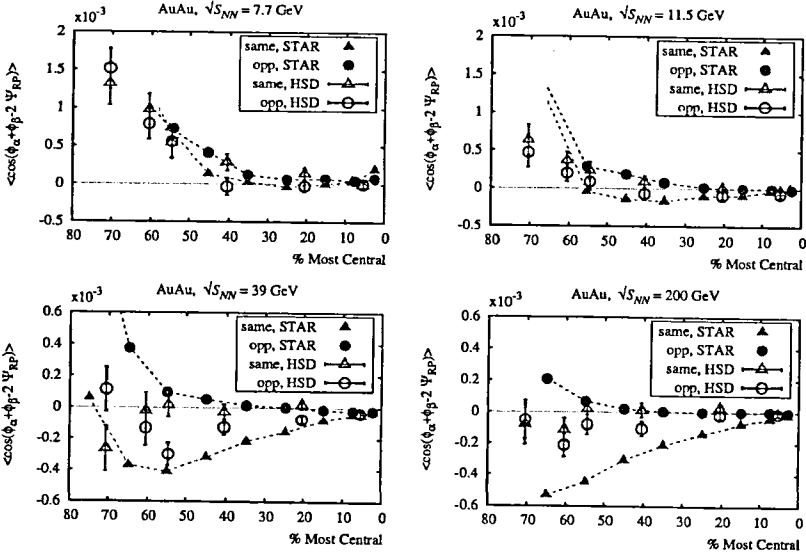 AuAu, √S_NN = 7.7 GeV
x10⁻³
<cos(ϕα+ϕβ-2 Ψ_RP)>
2
1.5
1
0.5
0
-0.5
same, STAR
opp, STAR
same, HSD
opp, HSD
80 70 60 50 40 30 20 10 0
% Most Central
AuAu, √S_NN = 11.5 GeV
x10⁻³
<cos(ϕα+ϕβ-2 Ψ_RP)>
2
1.5
1
0.5
0
-0.5
same, STAR
opp, STAR
same, HSD
opp, HSD
80 70 60 50 40 30 20 10 0
% Most Central
AuAu, √S_NN = 39 GeV
x10⁻³
<cos(ϕα+ϕβ-2 Ψ_RP)>
0.6
0.4
0.2
0
-0.2
-0.4
-0.6
same, STAR
opp, STAR
same, HSD
opp, HSD
80 70 60 50 40 30 20 10 0
% Most Central
AuAu, √S_NN = 200 GeV
x10⁻³
<cos(ϕα+ϕβ-2 Ψ_RP)>
0.6
0.4
0.2
0
-0.2
-0.4
-0.6
same, STAR
opp, STAR
same, HSD
opp, HSD
80 70 60 50 40 30 20 10 0
% Most Central